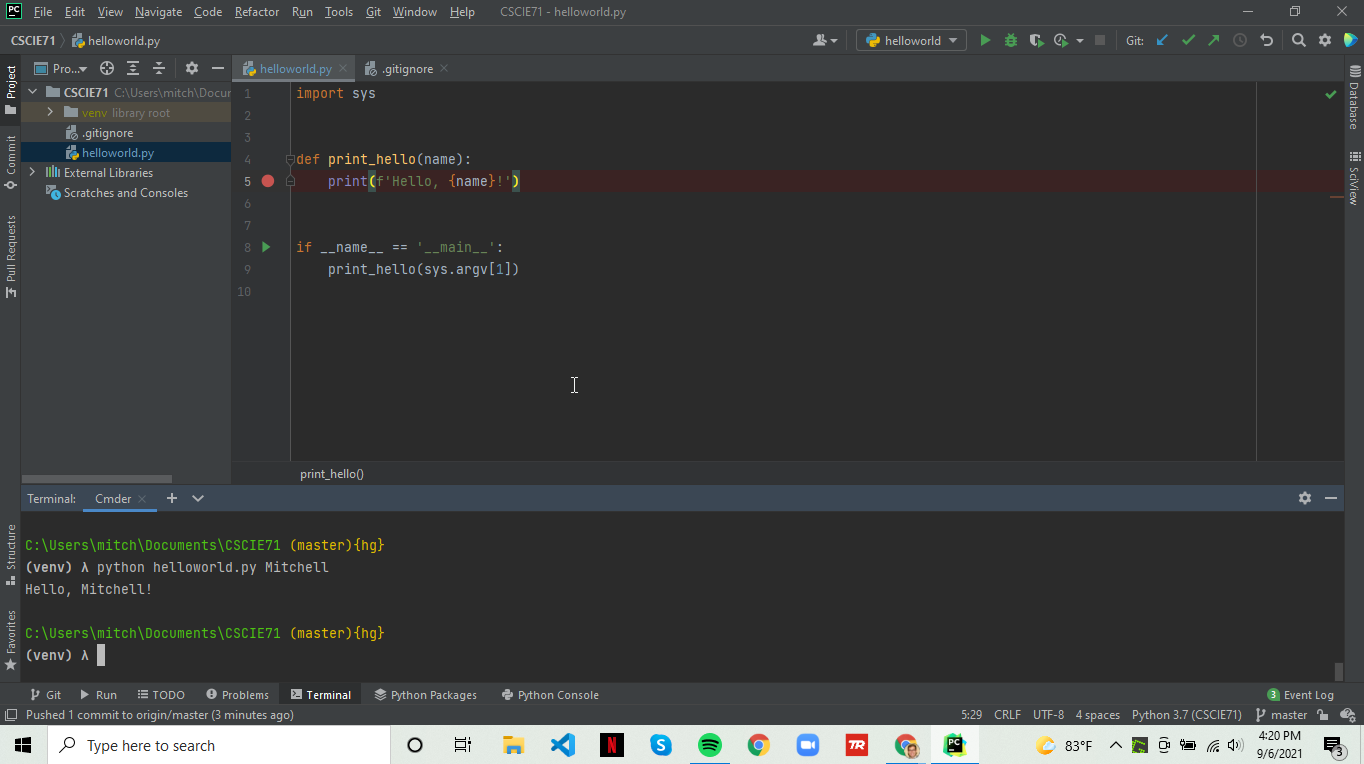 PC File Edit View Navigate Code Refactor Run Tools Git Window Help CSCIE71 - helloworld.py
CSCIE71 helloworld.py helloworld Git:
Project
Commit
Pull Requests
Structure
Favorites
Pro...
CSCIE71 C:\Users\mitch\Docur
venv library root
.gitignore
helloworld.py
External Libraries
Scratches and Consoles
helloworld.py .gitignore
1 import sys
2
3
4 def print_hello(name):
5 print(f'Hello, {name}!')
6
7
8 if __name__ == '__main__':
9 print_hello(sys.argv[1])
10
print_hello()
Database
SciView
Terminal: Cmder
C:\Users\mitch\Documents\CSCIE71 (master){hg}
(venv) λ python helloworld.py Mitchell
Hello, Mitchell!
C:\Users\mitch\Documents\CSCIE71 (master){hg}
(venv) λ
Git Run TODO Problems Terminal Python Packages Python Console 3 Event Log
Pushed 1 commit to origin/master (3 minutes ago) 5:29 CRLF UTF-8 4 spaces Python 3.7 (CSCIE71) master
Type here to search N S TR PC 83°F 4:20 PM
9/6/2021 3